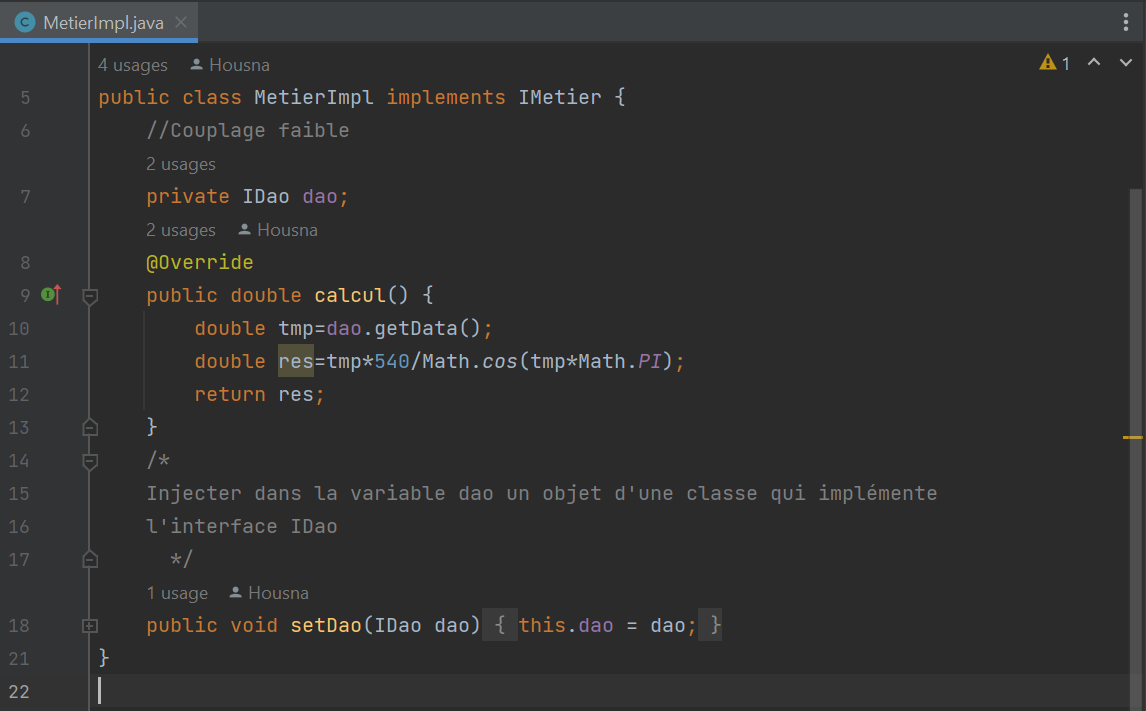 MetierImpl.java
4 usages Housna
1
5 public class MetierImpl implements IMetier {
6 //Couplage faible
2 usages
7 private IDao dao;
2 usages Housna
8 @Override
9 public double calcul() {
10 double tmp=dao.getData();
11 double res=tmp*540/Math.cos(tmp*Math.PI);
12 return res;
13 }
14 /*
15 Injecter dans la variable dao un objet d'une classe qui implémente
16 l'interface IDao
17 */
1 usage Housna
18 public void setDao(IDao dao) { this.dao = dao; }
21 }
22